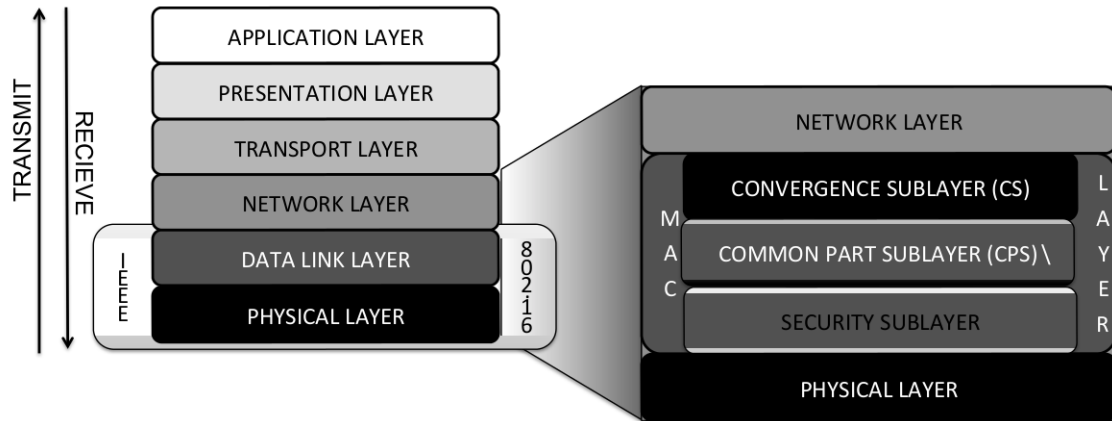 TRANSMIT
RECIEVE
APPLICATION LAYER
PRESENTATION LAYER
TRANSPORT LAYER
NETWORK LAYER
DATA LINK LAYER
PHYSICAL LAYER
IEEE
802.16
NETWORK LAYER
MAC
CONVERGENCE SUBLAYER (CS)
COMMON PART SUBLAYER (CPS) \
SECURITY SUBLAYER
LAYER
PHYSICAL LAYER